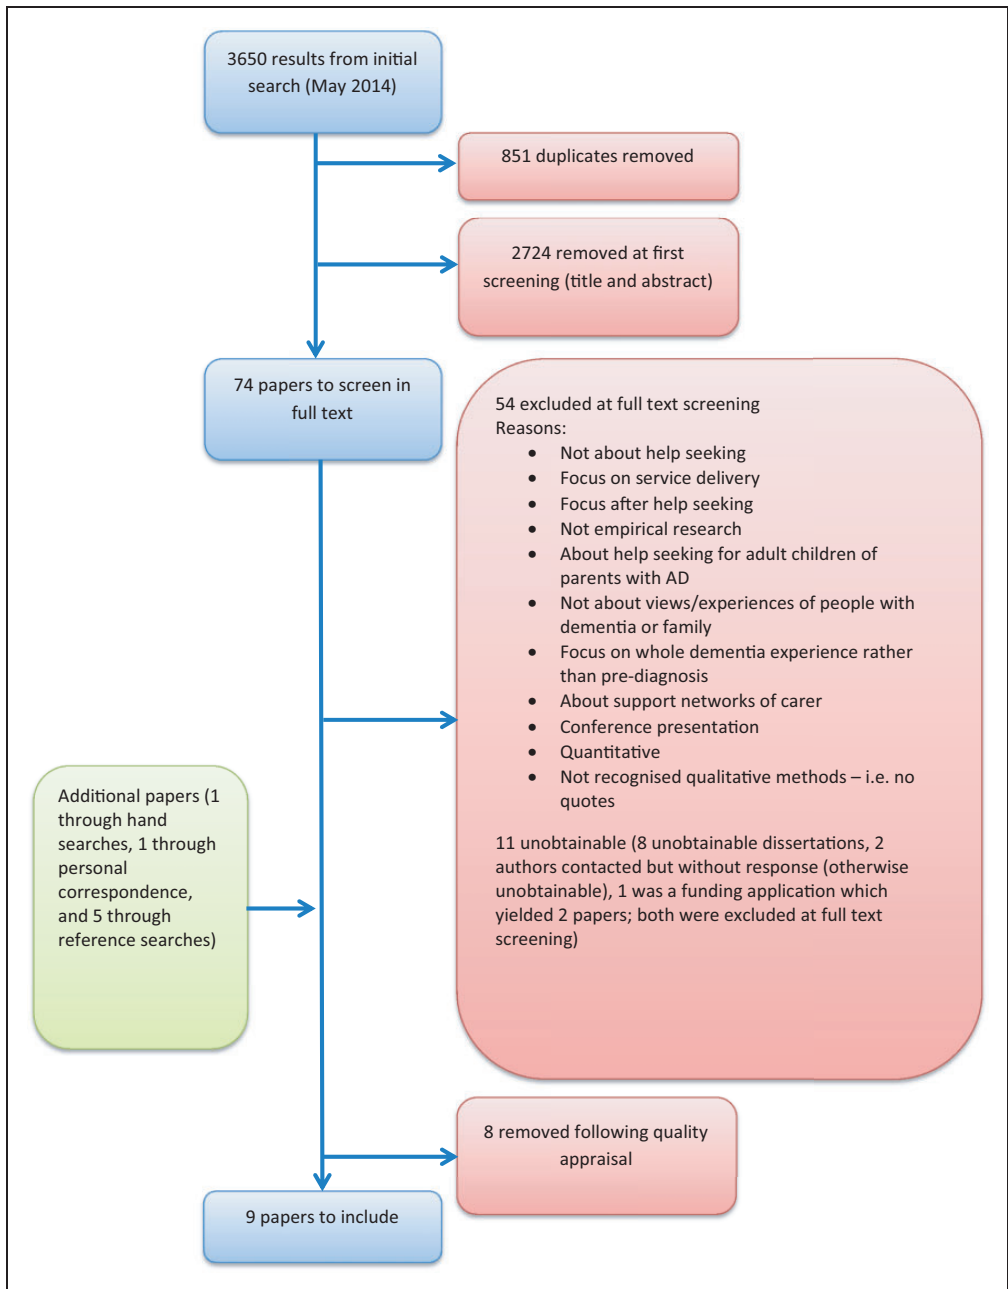 3650 results from initial
search (May 2014)
851 duplicates removed
2724 removed at first
screening (title and abstract)
74 papers to screen in
full text
54 excluded at full text screening
Reasons:
• Not about help seeking
• Focus on service delivery
• Focus after help seeking
• Not empirical research
• About help seeking for adult children of
parents with AD
• Not about views/experiences of people with
dementia or family
• Focus on whole dementia experience rather
than pre-diagnosis
• About support networks of carer
• Conference presentation
• Quantitative
• Not recognised qualitative methods – i.e. no
quotes
11 unobtainable (8 unobtainable dissertations, 2
authors contacted but without response (otherwise
unobtainable), 1 was a funding application which
yielded 2 papers; both were excluded at full text
screening)
Additional papers (1
through hand
searches, 1 through
personal
correspondence,
and 5 through
reference searches)
8 removed following quality
appraisal
9 papers to include